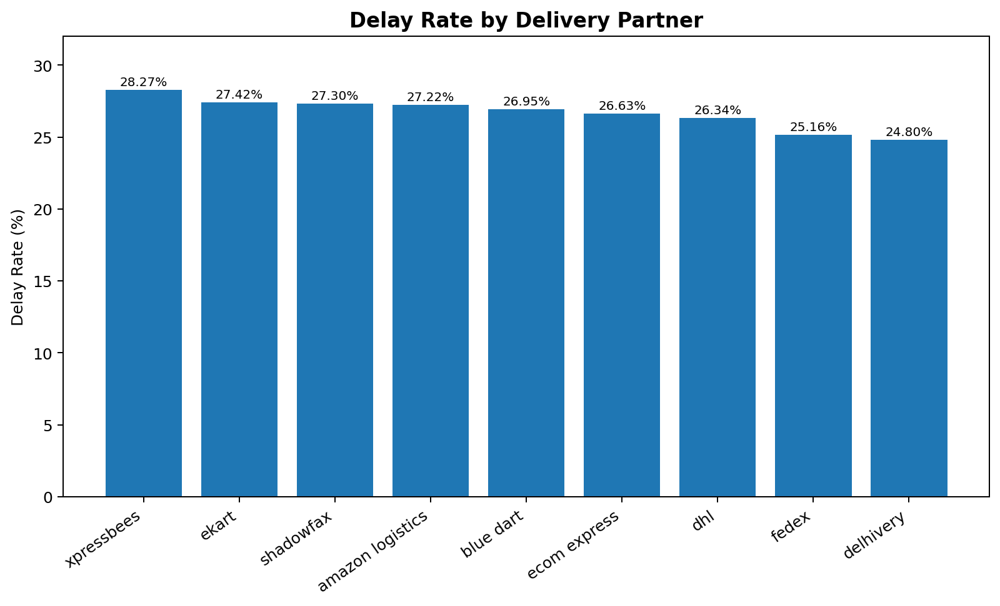 Delay Rate by Delivery Partner
Delay Rate (%)
30
25
20
15
10
5
0
28.27%
27.42%
27.30%
27.22%
26.95%
26.63%
26.34%
25.16%
24.80%
xpressbees
ekart
shadowfax
amazon logistics
blue dart
ecom express
dhl
fedex
delhivery